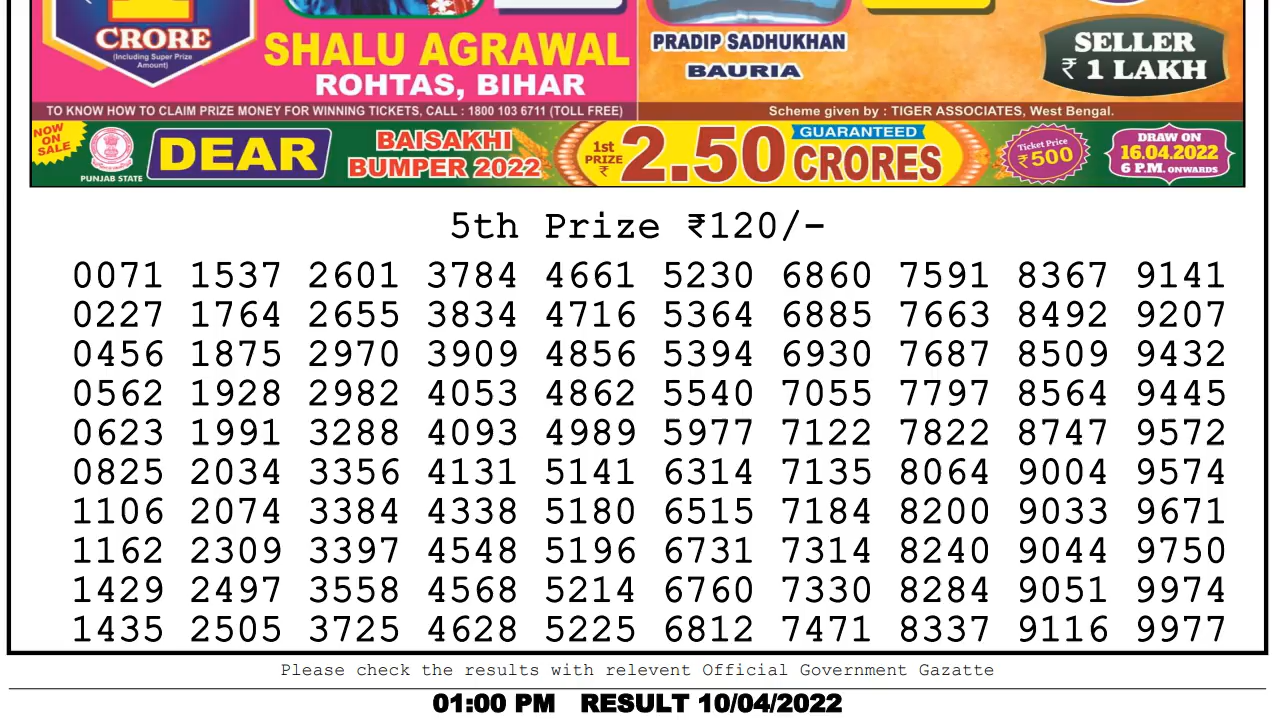 CRORE
(Including Super Prize
Amount)
SHALU AGRAWAL
ROHTAS, BIHAR
PRADIP SADHUKHAN
BAURIA
SELLER
₹ 1 LAKH
TO KNOW HOW TO CLAIM PRIZE MONEY FOR WINNING TICKETS, CALL : 1800 103 6711 (TOLL FREE)
Scheme given by : TIGER ASSOCIATES, West Bengal.
NOW
ON
SALE
PUNJAB STATE
DEAR
BAISAKHI
BUMPER 2022
1st
PRIZE
₹
2.50
GUARANTEED
CRORES
Ticket Price
₹500
DRAW ON
16.04.2022
6 P.M. ONWARDS
5th Prize ₹120/-
0071 1537 2601 3784 4661 5230 6860 7591 8367 9141
0227 1764 2655 3834 4716 5364 6885 7663 8492 9207
0456 1875 2970 3909 4856 5394 6930 7687 8509 9432
0562 1928 2982 4053 4862 5540 7055 7797 8564 9445
0623 1991 3288 4093 4989 5977 7122 7822 8747 9572
0825 2034 3356 4131 5141 6314 7135 8064 9004 9574
1106 2074 3384 4338 5180 6515 7184 8200 9033 9671
1162 2309 3397 4548 5196 6731 7314 8240 9044 9750
1429 2497 3558 4568 5214 6760 7330 8284 9051 9974
1435 2505 3725 4628 5225 6812 7471 8337 9116 9977
Please check the results with relevent Official Government Gazatte
01:00 PM RESULT 10/04/2022